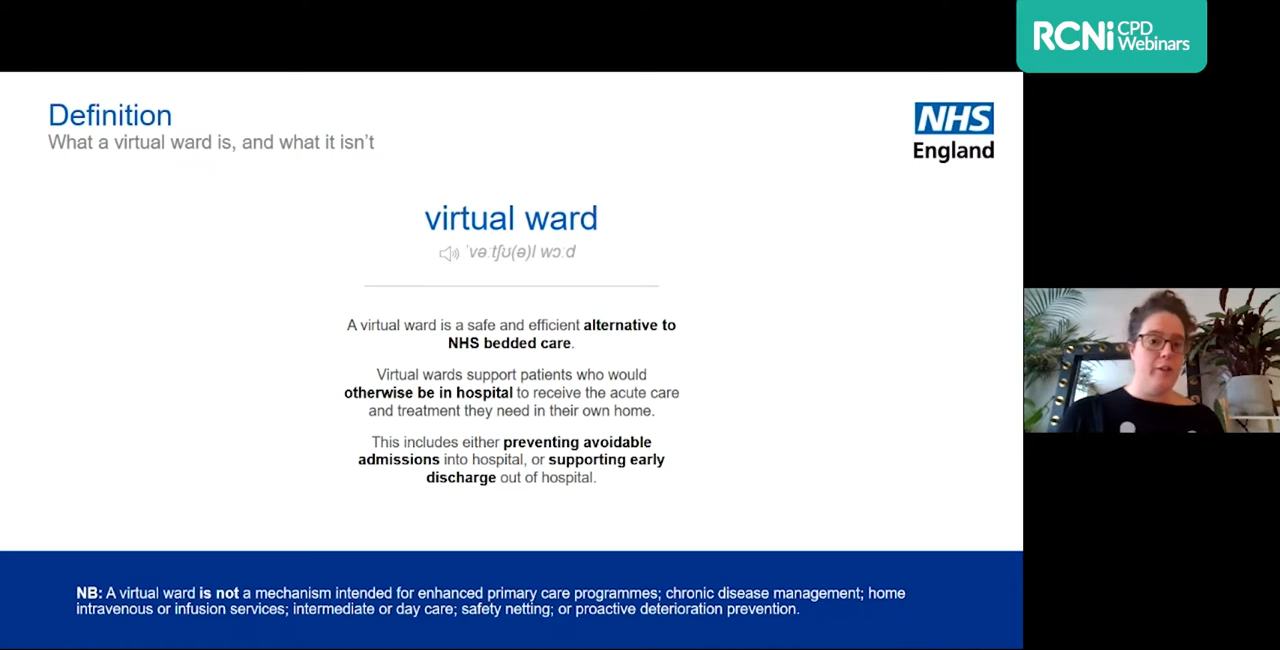 RCNi CPD
Webinars
Definition
What a virtual ward is, and what it isn't
NHS
England
virtual ward
ˈvəːtʃʊ(ə)l wɔːd
A virtual ward is a safe and efficient alternative to
NHS bedded care.
Virtual wards support patients who would
otherwise be in hospital to receive the acute care
and treatment they need in their own home.
This includes either preventing avoidable
admissions into hospital, or supporting early
discharge out of hospital.
NB: A virtual ward is not a mechanism intended for enhanced primary care programmes; chronic disease management; home
intravenous or infusion services; intermediate or day care; safety netting; or proactive deterioration prevention.